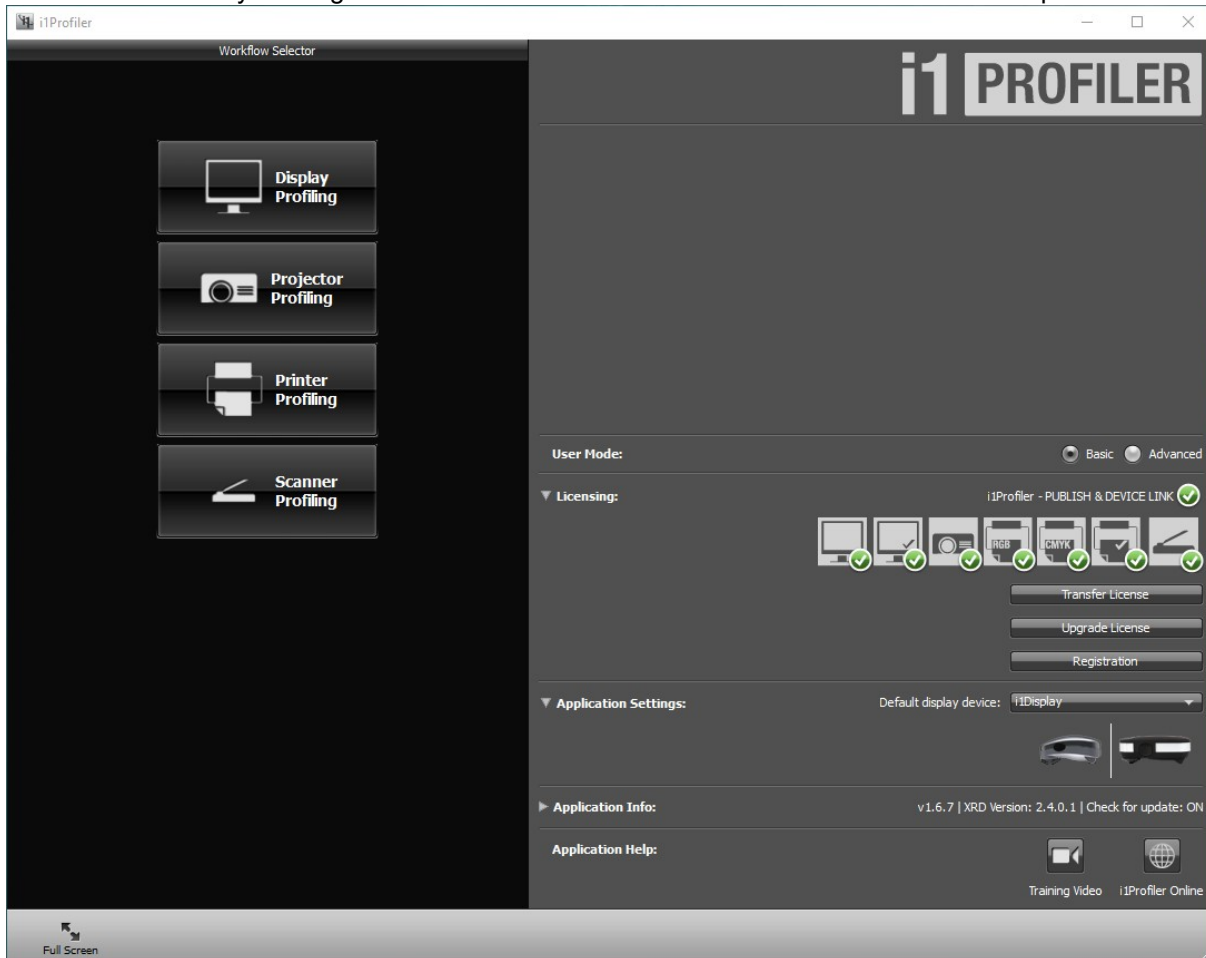 i1Profiler
Workflow Selector
Display
Profiling
Projector
Profiling
Printer
Profiling
Scanner
Profiling
Full Screen
i1 PROFILER
User Mode:
Basic
Advanced
Licensing:
i1Profiler - PUBLISH & DEVICE LINK
RGB
CMYK
Transfer License
Upgrade License
Registration
Application Settings:
Default display device:
i1Display
Application Info:
v1.6.7 | XRD Version: 2.4.0.1 | Check for update: ON
Application Help:
Training Video
i1Profiler Online